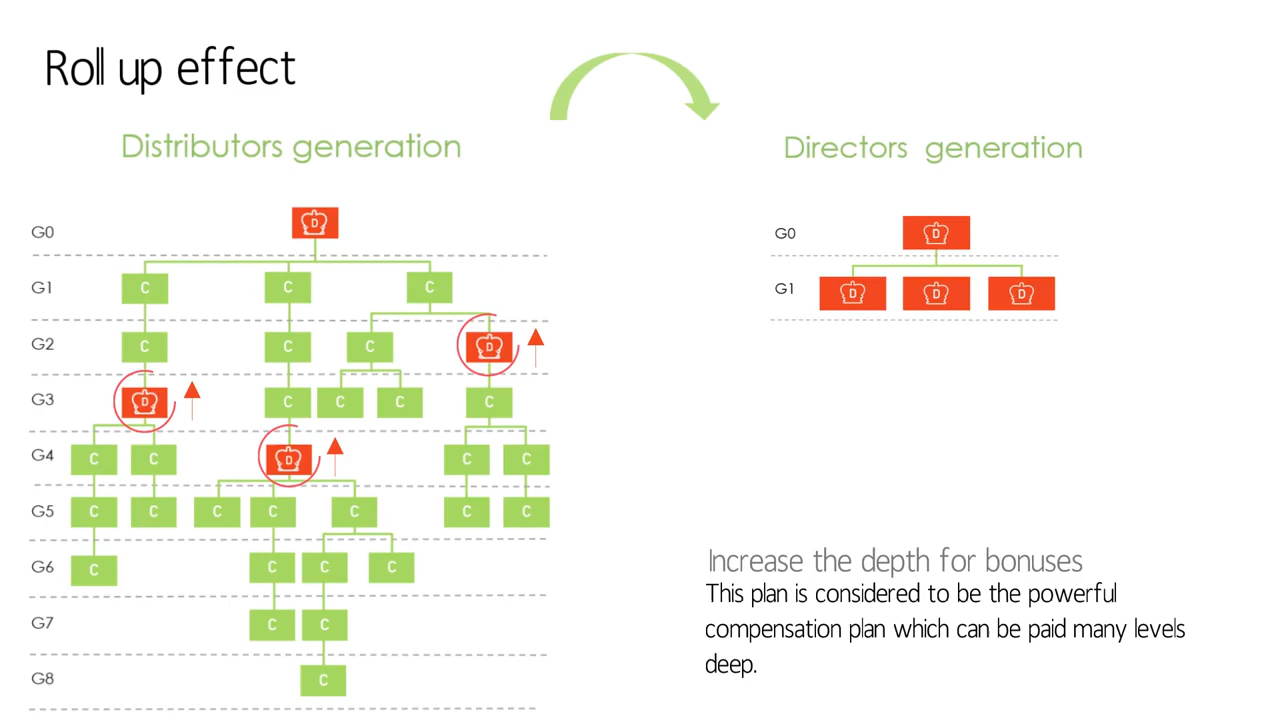 Roll up effect
Distributors generation
Directors generation
G0
D
G1
C C C
G2
C C C D
G3
D C C C C
G4
C C D C C
G5
C C C C C C C
G6
C C C C
G7
C C
G8
C
G0
D
G1
D D D
Increase the depth for bonuses
This plan is considered to be the powerful
compensation plan which can be paid many levels
deep.